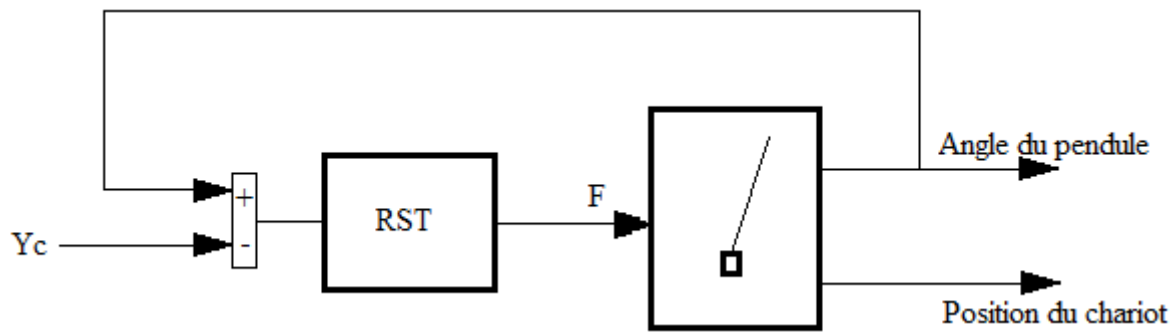 Angle du pendule
+
F
RST
Yc
-
Position du chariot